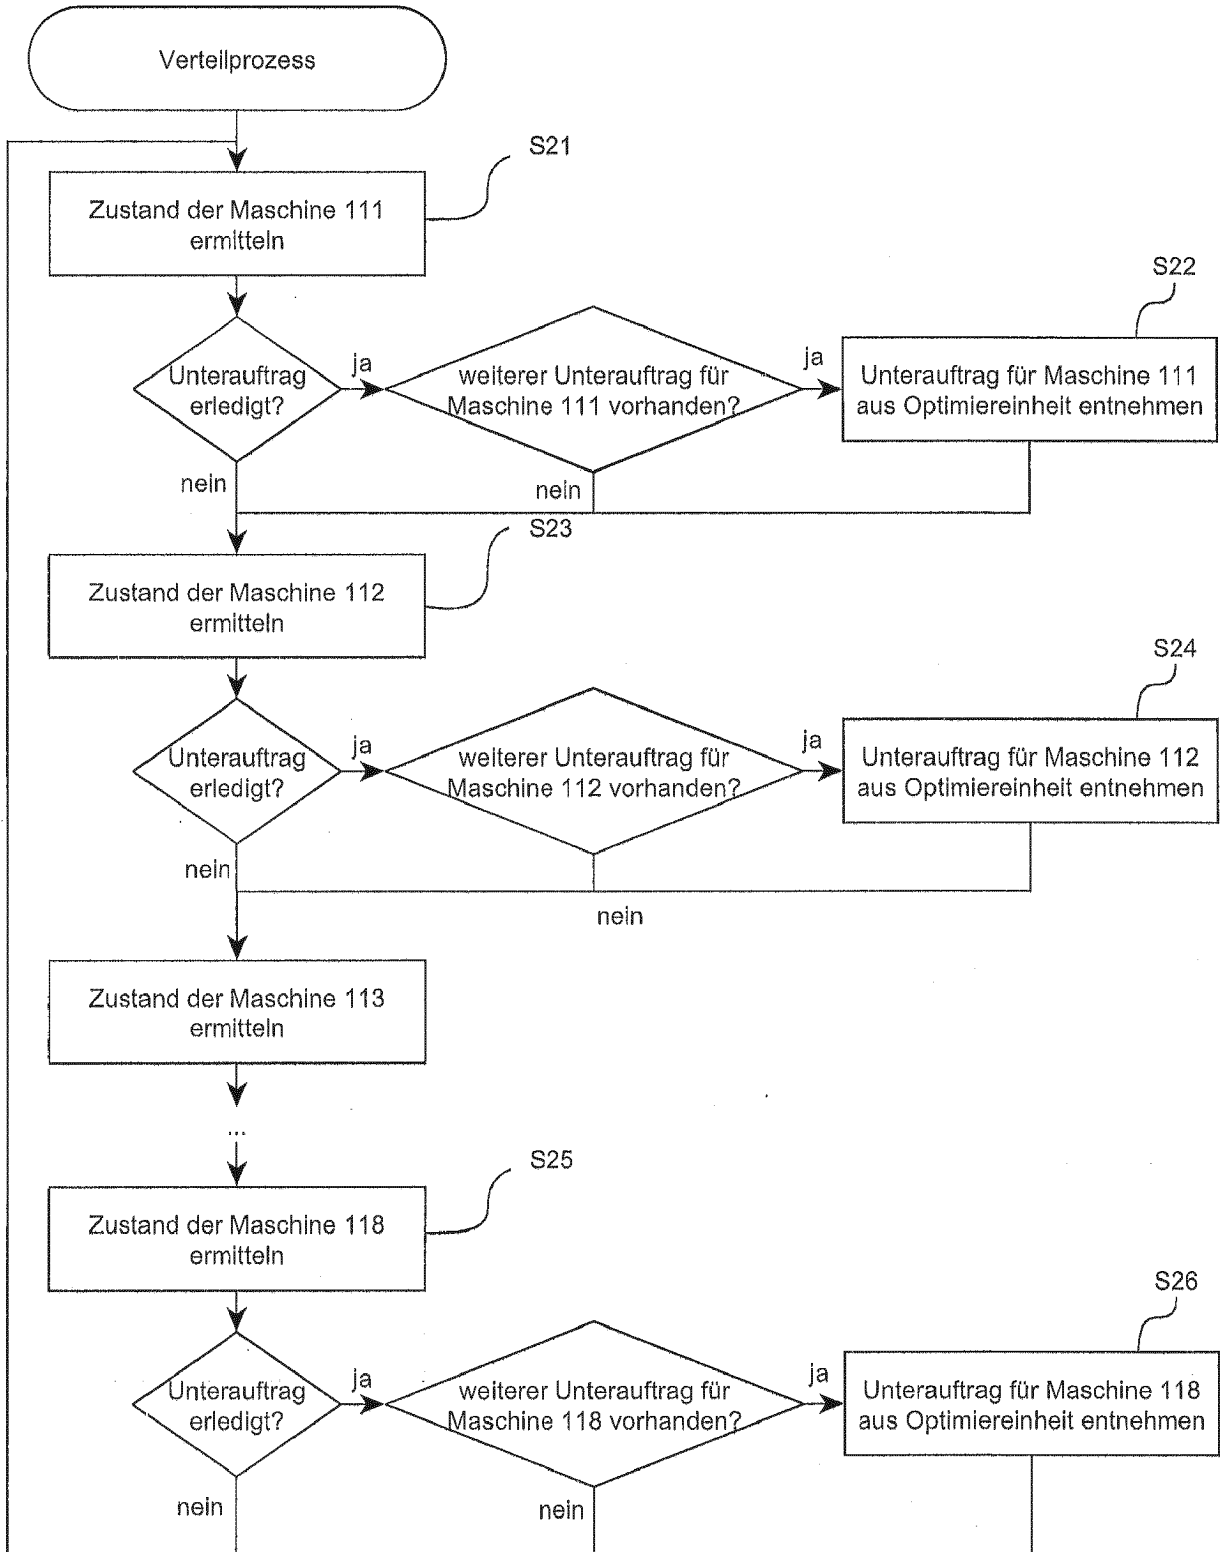 Verteilprozess
S21
Zustand der Maschine 111
ermitteln
S22
Unterauftrag
erledigt?
ja
weiterer Unterauftrag für
Maschine 111 vorhanden?
ja
Unterauftrag für Maschine 111
aus Optimiereinheit entnehmen
nein
nein
S23
Zustand der Maschine 112
ermitteln
S24
Unterauftrag
erledigt?
ja
weiterer Unterauftrag für
Maschine 112 vorhanden?
ja
Unterauftrag für Maschine 112
aus Optimiereinheit entnehmen
nein
nein
Zustand der Maschine 113
ermitteln
...
S25
Zustand der Maschine 118
ermitteln
S26
Unterauftrag
erledigt?
ja
weiterer Unterauftrag für
Maschine 118 vorhanden?
ja
Unterauftrag für Maschine 118
aus Optimiereinheit entnehmen
nein
nein